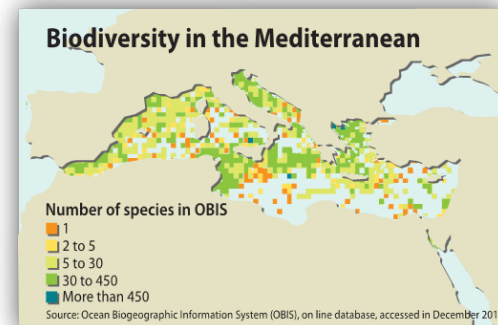 Biodiversity in the Mediterranean
Number of species in OBIS
1
2 to 5
5 to 30
30 to 450
More than 450
Source: Ocean Biogeographic Information System (OBIS), on line database, accessed in December 201